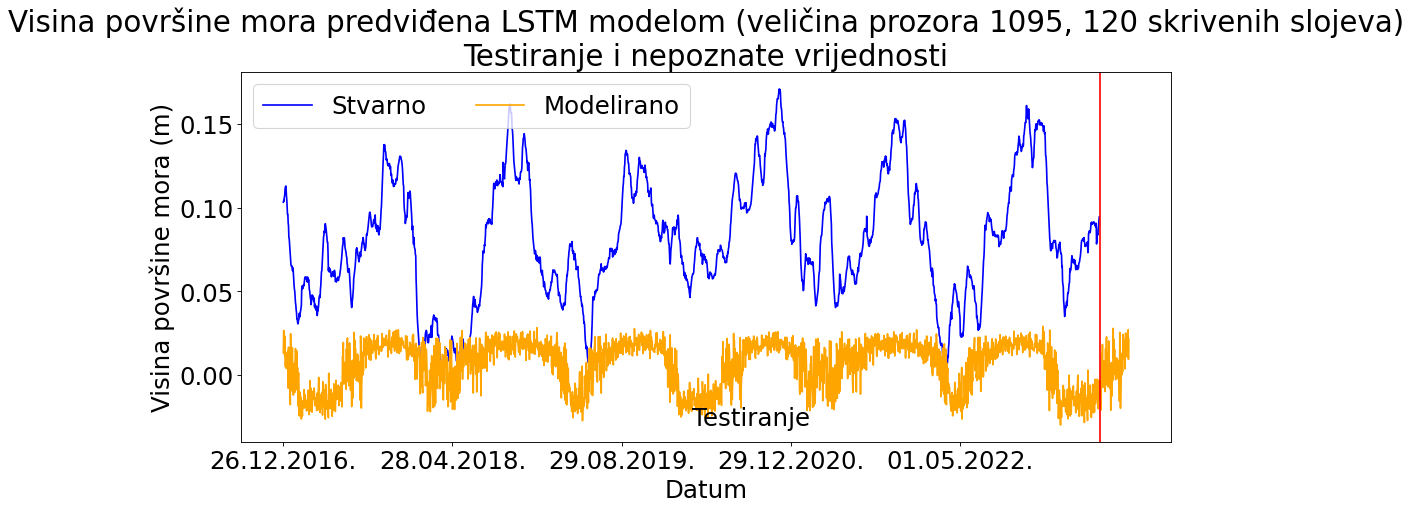 Visina površine mora predviđena LSTM modelom (veličina prozora 1095, 120 skrivenih slojeva)
Testiranje i nepoznate vrijednosti
Stvarno Modelirano
Visina površine mora (m)
0.15
0.10
0.05
0.00
Testiranje
26.12.2016. 28.04.2018. 29.08.2019. 29.12.2020. 01.05.2022.
Datum